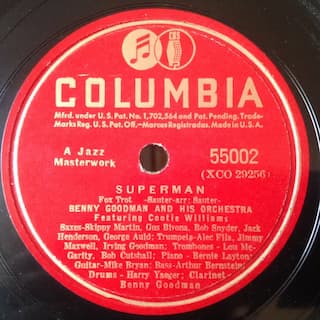 COLUMBIA
Mfrd. under U.S. Pat. No. 1,702,564 and Pat. Pending. Trade-
Marks Reg. U.S. Pat. Off.—Marcas Registradas. Made in U.S.A.
A Jazz
Masterwork
55002
(XCO 29256)
SUPERMAN
Fox Trot -Sauter-arr: Sauter-
BENNY GOODMAN AND HIS ORCHESTRA
Featuring Cootie Williams
Saxes-Skippy Martin, Gus Bivona, Bob Snyder, Jack
Henderson, George Auld; Trumpets-Alec Fila, Jimmy
Maxwell, Irving Goodman; Trombones - Lou Mc-
Garity, Bob Cutshall; Piano - Bernie Layton;
Guitar-Mike Bryan; Bass-Arthur Bernstein;
Drums - Harry Yaeger; Clarinet-
Benny Goodman